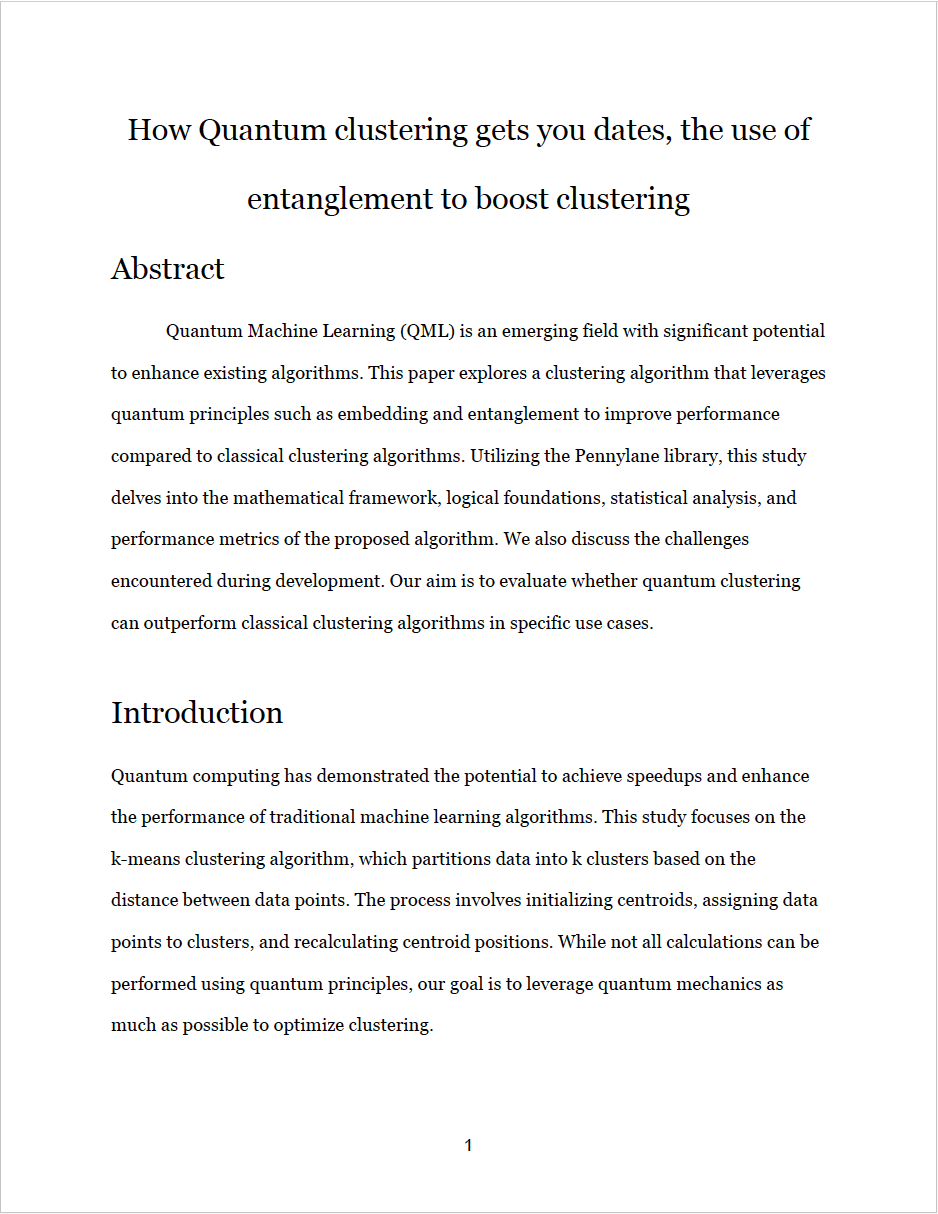 How Quantum clustering gets you dates, the use of
entanglement to boost clustering
Abstract
Quantum Machine Learning (QML) is an emerging field with significant potential
to enhance existing algorithms. This paper explores a clustering algorithm that leverages
quantum principles such as embedding and entanglement to improve performance
compared to classical clustering algorithms. Utilizing the Pennylane library, this study
delves into the mathematical framework, logical foundations, statistical analysis, and
performance metrics of the proposed algorithm. We also discuss the challenges
encountered during development. Our aim is to evaluate whether quantum clustering
can outperform classical clustering algorithms in specific use cases.
Introduction
Quantum computing has demonstrated the potential to achieve speedups and enhance
the performance of traditional machine learning algorithms. This study focuses on the
k-means clustering algorithm, which partitions data into k clusters based on the
distance between data points. The process involves initializing centroids, assigning data
points to clusters, and recalculating centroid positions. While not all calculations can be
performed using quantum principles, our goal is to leverage quantum mechanics as
much as possible to optimize clustering.
1